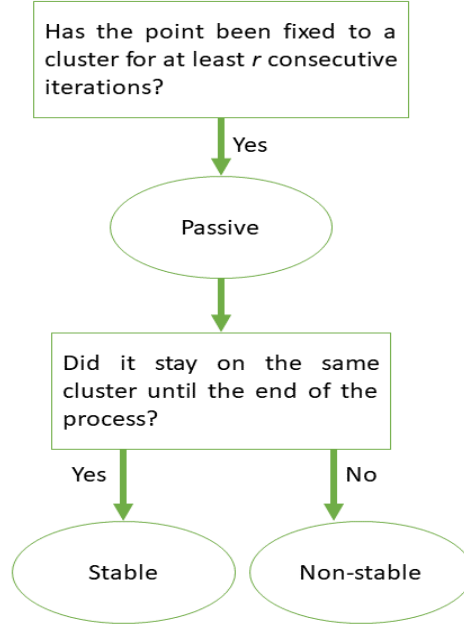 Has the point been fixed to a
cluster for at least r consecutive
iterations?
Yes
Passive
Did it stay on the same
cluster until the end of the
process?
Yes
No
Stable
Non-stable